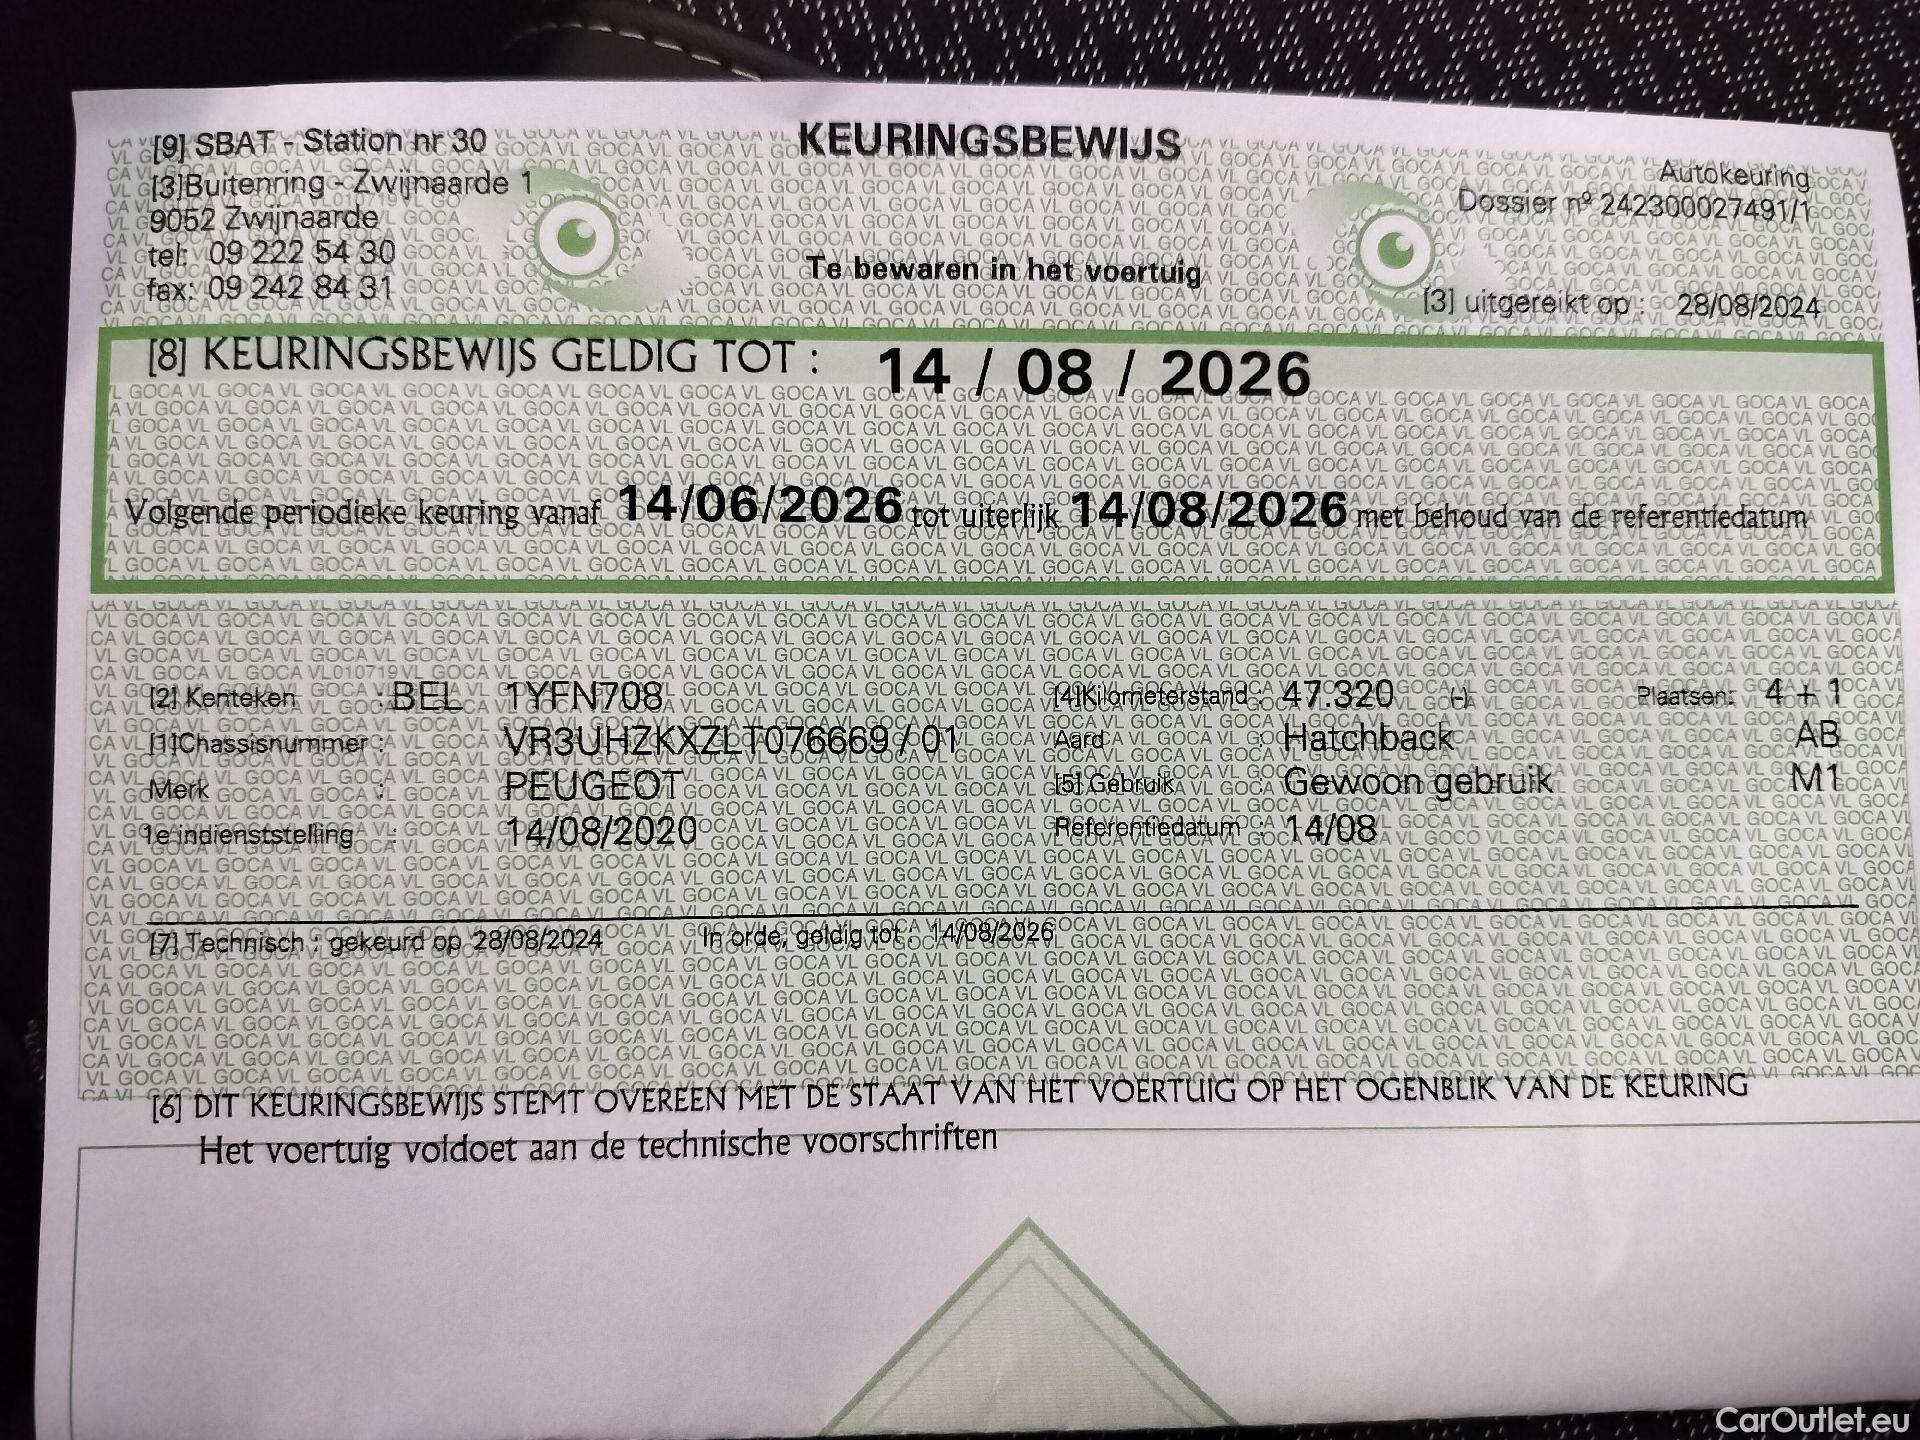 [9] SBAT - Station nr 30
KEURINGSBEWIJS
Autokeuring
[3]Buitenring - Zwijnaarde 1
Dossier nº 242300027491/1
9052 Zwijnaarde
tel: 09 222 54 30
Te bewaren in het voertuig
fax: 09 242 84 31
[3] uitgereikt op : 28/08/2024
[8] KEURINGSBEWIJS GELDIG TOT : 14 / 08 / 2026
Volgende periodieke keuring vanaf 14/06/2026 tot uiterlijk 14/08/2026 met behoud van de referentiedatum
[2] Kenteken : BEL 1YFN708 [4]Kilometerstand : 47.320 (-) Plaatsen: 4 + 1
[1]Chassisnummer : VR3UHZKXZLT076669 / 01 Aard : Hatchback AB
Merk : PEUGEOT [5] Gebruik : Gewoon gebruik M1
1e indienststelling : 14/08/2020 Referentiedatum : 14/08
[7] Technisch : gekeurd op 28/08/2024 In orde, geldig tot : 14/08/2026
[6] DIT KEURINGSBEWIJS STEMT OVEREEN MET DE STAAT VAN HET VOERTUIG OP HET OGENBLIK VAN DE KEURING
Het voertuig voldoet aan de technische voorschriften
CarOutlet.eu